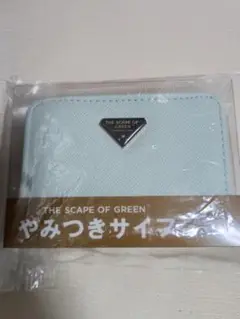 THE SCAPE OF
GREEN
THE SCAPE OF GREEN
やみつきサイフ